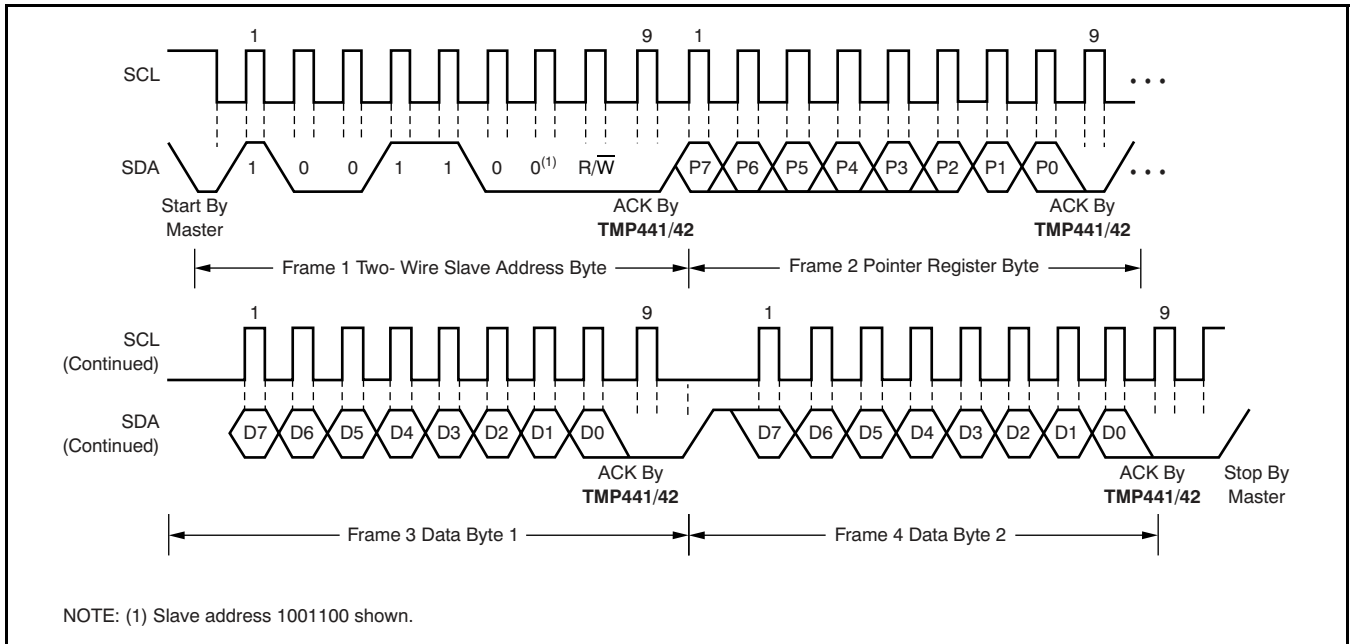 1 9 1 9
SCL • • •
SDA 1 0 0 1 1 0 0(1) R/W̅ P7 P6 P5 P4 P3 P2 P1 P0 • • •
Start By Master
ACK By TMP441/42
ACK By TMP441/42
Frame 1 Two- Wire Slave Address Byte
Frame 2 Pointer Register Byte
1 9 1 9
SCL
(Continued)
SDA
(Continued)
D7 D6 D5 D4 D3 D2 D1 D0 D7 D6 D5 D4 D3 D2 D1 D0
ACK By
TMP441/42
ACK By
TMP441/42
Stop By
Master
Frame 3 Data Byte 1
Frame 4 Data Byte 2
NOTE: (1) Slave address 1001100 shown.